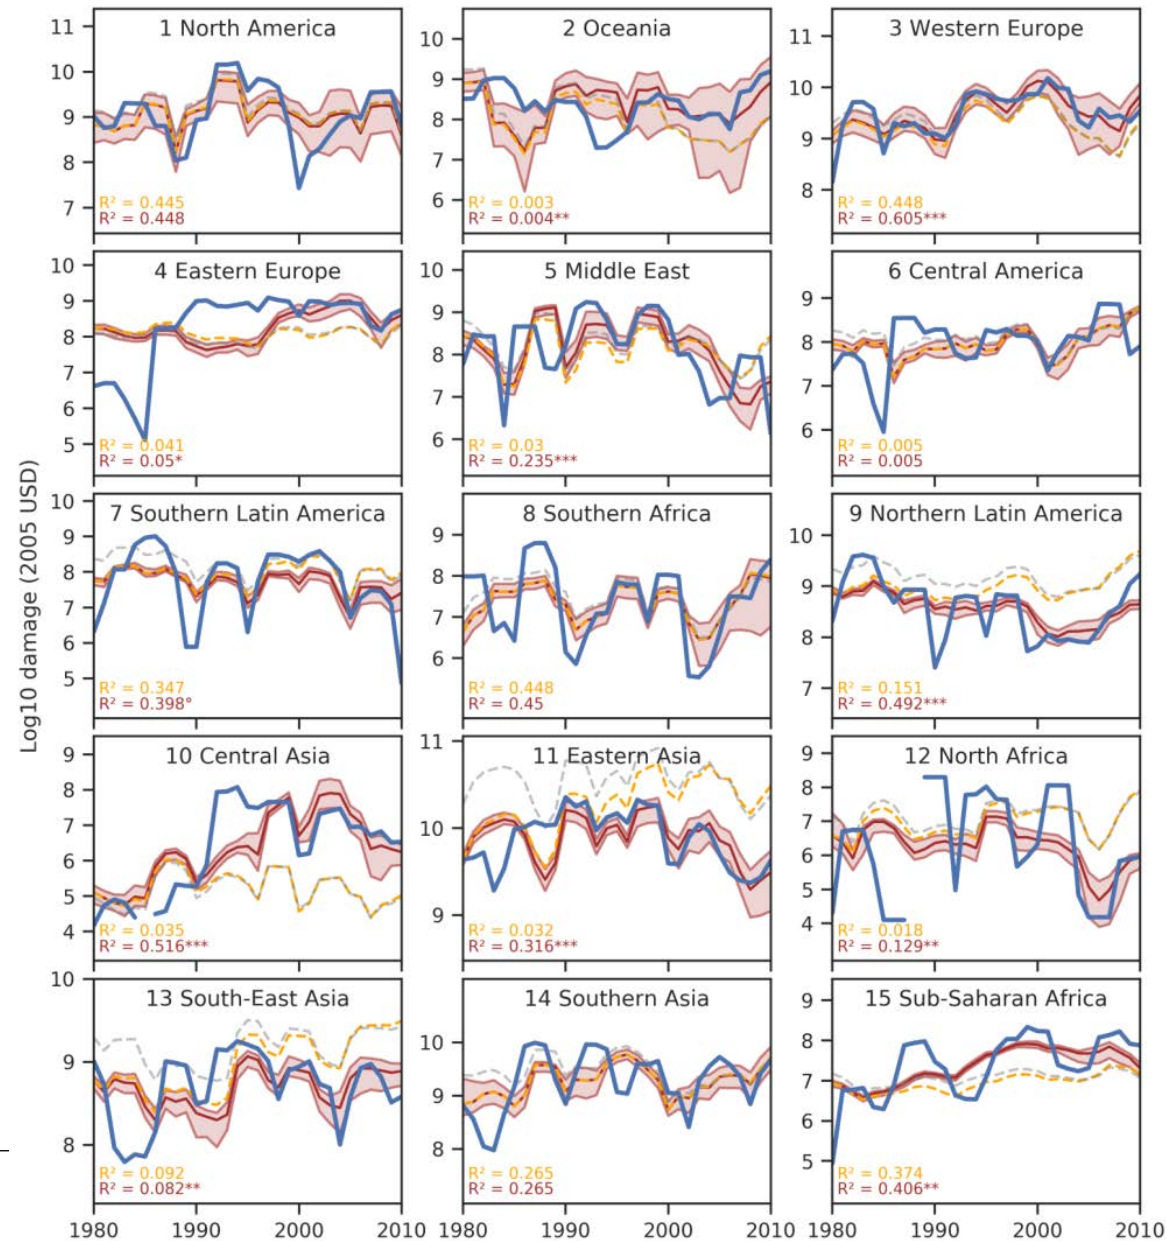 1 North America
11
10
9
8
7
R² = 0.445
R² = 0.448
2 Oceania
10
9
8
7
6
R² = 0.003
R² = 0.004**
3 Western Europe
11
10
9
8
R² = 0.448
R² = 0.605***
4 Eastern Europe
10
9
8
7
6
5
R² = 0.041
R² = 0.05*
5 Middle East
10
9
8
7
6
R² = 0.03
R² = 0.235***
6 Central America
9
8
7
6
R² = 0.005
R² = 0.005
Log10 damage (2005 USD)
7 Southern Latin America
10
9
8
7
6
5
R² = 0.347
R² = 0.398°
8 Southern Africa
9
8
7
6
R² = 0.448
R² = 0.45
9 Northern Latin America
10
9
8
7
R² = 0.151
R² = 0.492***
10 Central Asia
9
8
7
6
5
4
R² = 0.035
R² = 0.516***
11 Eastern Asia
11
10
9
R² = 0.032
R² = 0.316***
12 North Africa
9
8
7
6
5
4
R² = 0.018
R² = 0.129**
13 South-East Asia
10
9
8
R² = 0.092
R² = 0.082**
1980 1990 2000 2010
14 Southern Asia
10
9
8
R² = 0.265
R² = 0.265
1980 1990 2000 2010
15 Sub-Saharan Africa
9
8
7
6
5
R² = 0.374
R² = 0.406**
1980 1990 2000 2010